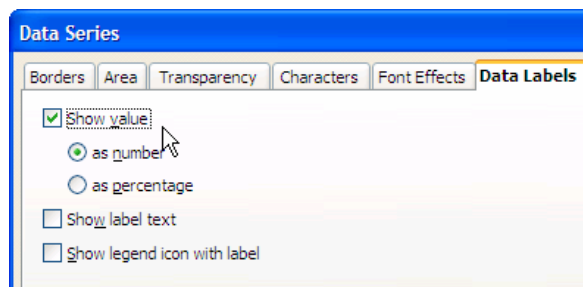 Data Series
Borders Area Transparency Characters Font Effects Data Labels
Show value
as number
as percentage
Show label text
Show legend icon with label